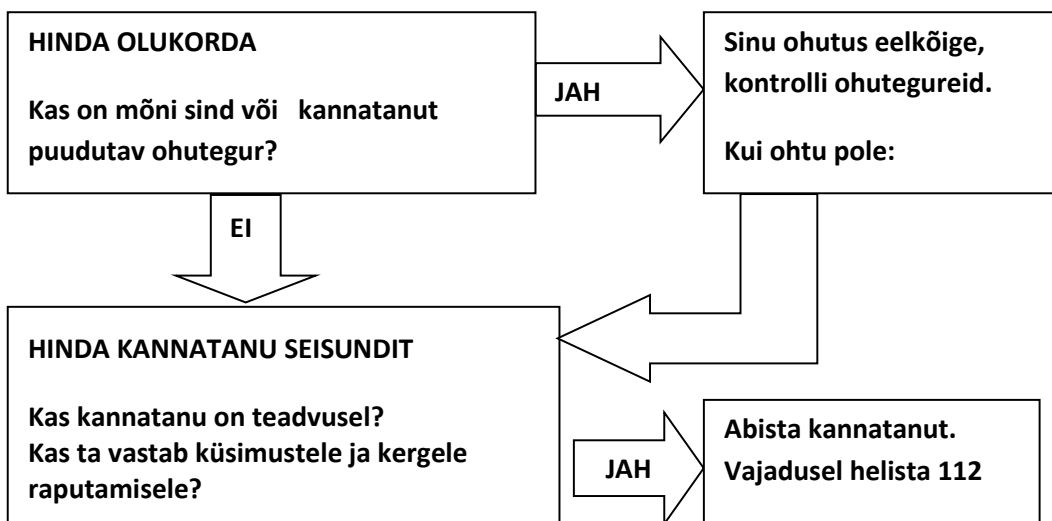 HINDA OLUKORDA
Kas on mõni sind või kannatanut
puudutav ohutegur?
JAH
Sinu ohutus eelkõige,
kontrolli ohutegureid.
Kui ohtu pole:
EI
HINDA KANNATANU SEISUNDIT
Kas kannatanu on teadvusel?
Kas ta vastab küsimustele ja kergele
raputamisele?
JAH
Abista kannatanut.
Vajadusel helista 112